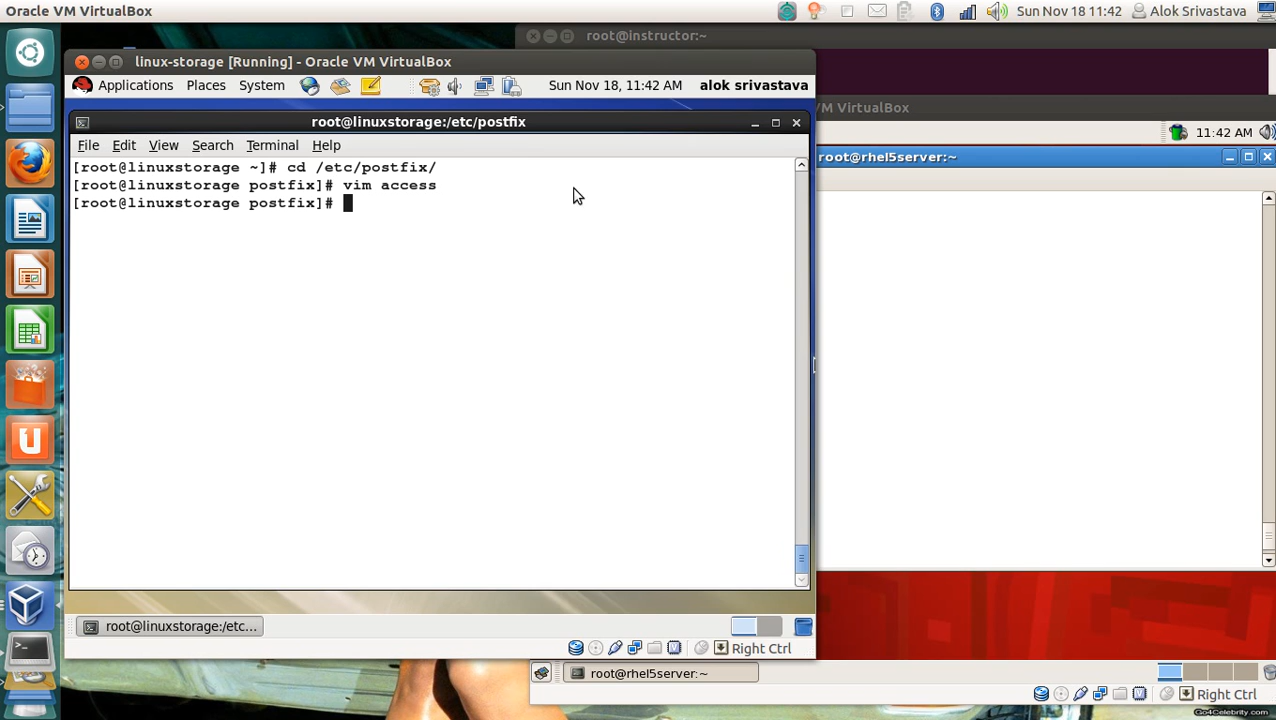 Oracle VM VirtualBox
Sun Nov 18 11:42
Alok Srivastava
root@instructor:~
linux-storage [Running] - Oracle VM VirtualBox
VM VirtualBox
Applications Places System
Sun Nov 18, 11:42 AM
alok srivastava
11:42 AM
root@linuxstorage:/etc/postfix
root@rhel5server:~
File Edit View Search Terminal Help
[root@linuxstorage ~]# cd /etc/postfix/
[root@linuxstorage postfix]# vim access
[root@linuxstorage postfix]#
root@linuxstorage:/etc...
Right Ctrl
root@rhel5server:~
Right Ctrl
Go4Celebrity.com